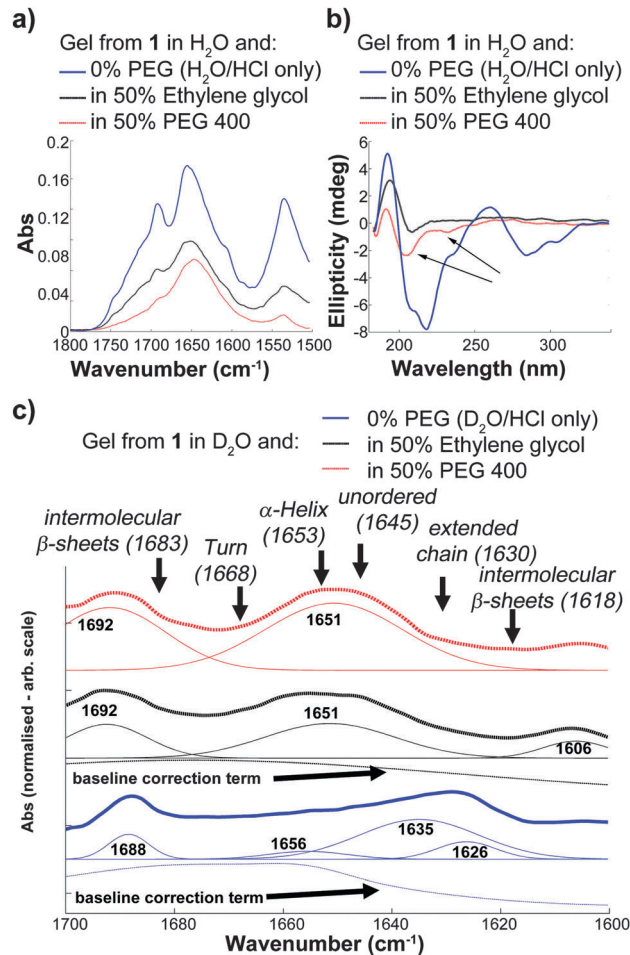 a)
Gel from 1 in H₂O and:
0% PEG (H₂O/HCl only)
in 50% Ethylene glycol
in 50% PEG 400
0.2
0.16
0.12
0.08
0.04
0
Abs
1800 1750 1700 1650 1600 1550 1500
Wavenumber (cm⁻¹)
b)
Gel from 1 in H₂O and:
0% PEG (H₂O/HCl only)
in 50% Ethylene glycol
in 50% PEG 400
6
4
2
0
-2
-4
-6
-8
Ellipticity (mdeg)
200 250 300
Wavelength (nm)
c)
Gel from 1 in D₂O and:
0% PEG (D₂O/HCl only)
in 50% Ethylene glycol
in 50% PEG 400
intermolecular
β-sheets (1683)
Turn
(1668)
α-Helix
(1653)
unordered
(1645)
extended
chain (1630)
intermolecular
β-sheets (1618)
1692
1651
1692
1651
1606
baseline correction term
1688
1656
1635
1626
baseline correction term
Abs (normalised - arb. scale)
1700 1680 1660 1640 1620 1600
Wavenumber (cm⁻¹)